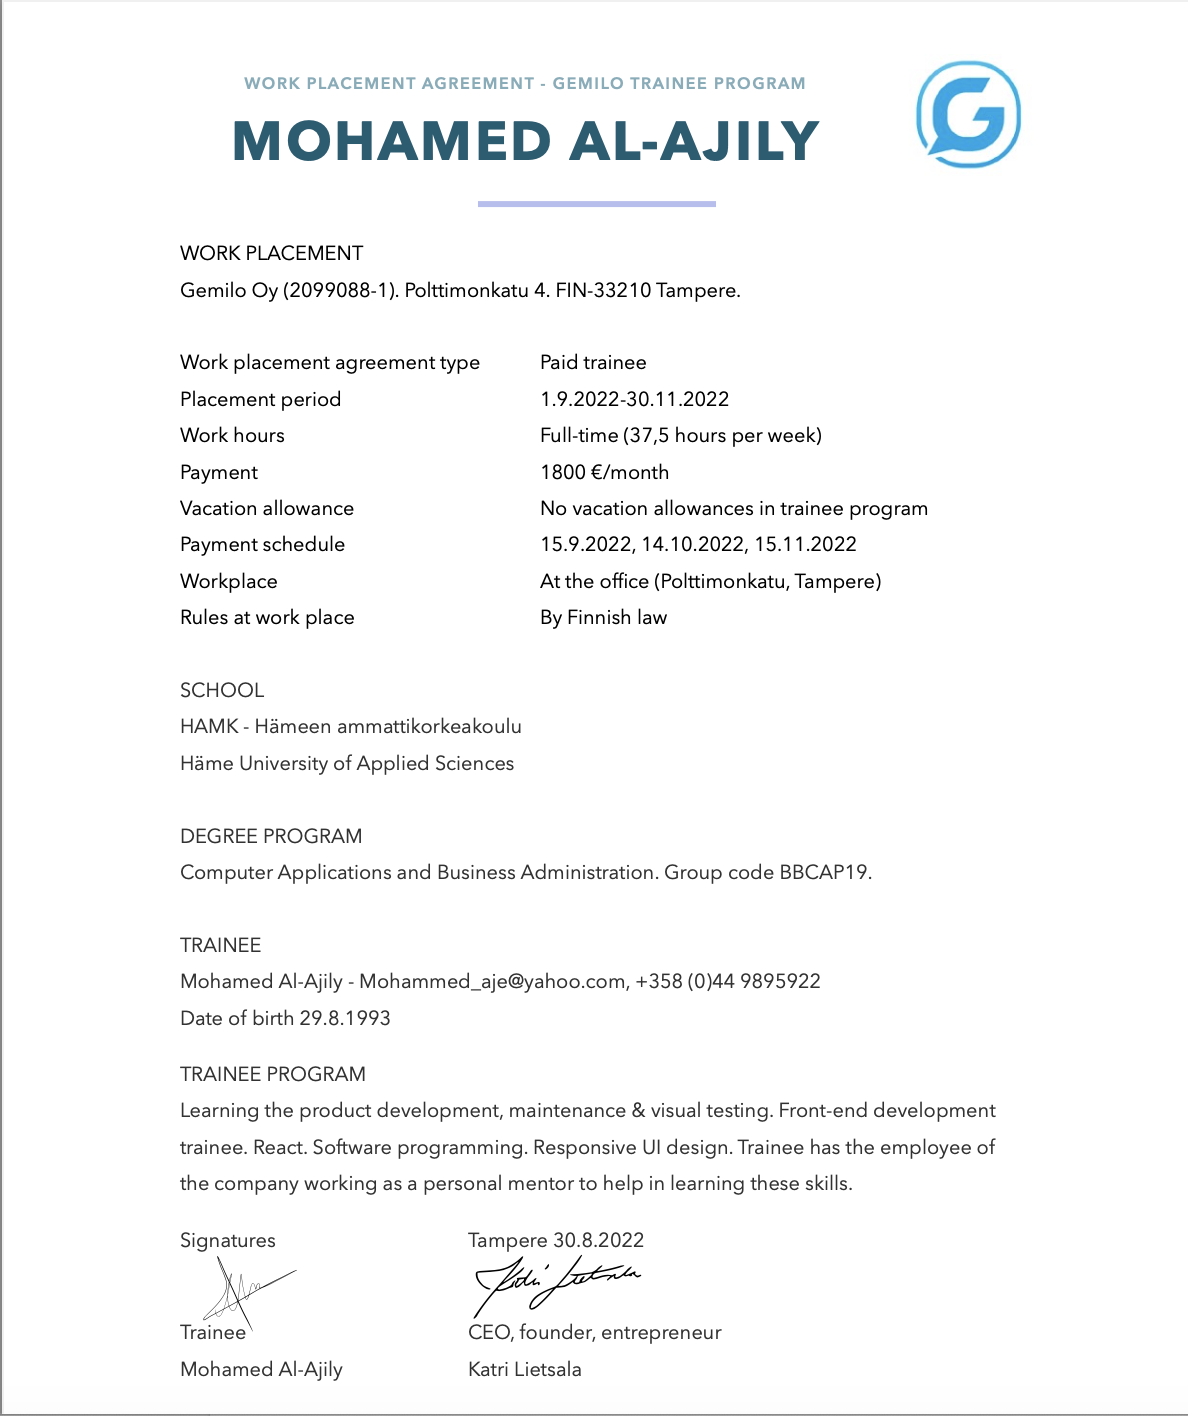 WORK PLACEMENT AGREEMENT - GEMILO TRAINEE PROGRAM
MOHAMED AL-AJILY
G
WORK PLACEMENT
Gemilo Oy (2099088-1). Polttimonkatu 4. FIN-33210 Tampere.
Work placement agreement type Paid trainee
Placement period 1.9.2022-30.11.2022
Work hours Full-time (37,5 hours per week)
Payment 1800 €/month
Vacation allowance No vacation allowances in trainee program
Payment schedule 15.9.2022, 14.10.2022, 15.11.2022
Workplace At the office (Polttimonkatu, Tampere)
Rules at work place By Finnish law
SCHOOL
HAMK - Hämeen ammattikorkeakoulu
Häme University of Applied Sciences
DEGREE PROGRAM
Computer Applications and Business Administration. Group code BBCAP19.
TRAINEE
Mohamed Al-Ajily - Mohammed_aje@yahoo.com, +358 (0)44 9895922
Date of birth 29.8.1993
TRAINEE PROGRAM
Learning the product development, maintenance & visual testing. Front-end development
trainee. React. Software programming. Responsive UI design. Trainee has the employee of
the company working as a personal mentor to help in learning these skills.
Signatures Tampere 30.8.2022
Katri Lietsala
Trainee CEO, founder, entrepreneur
Mohamed Al-Ajily Katri Lietsala